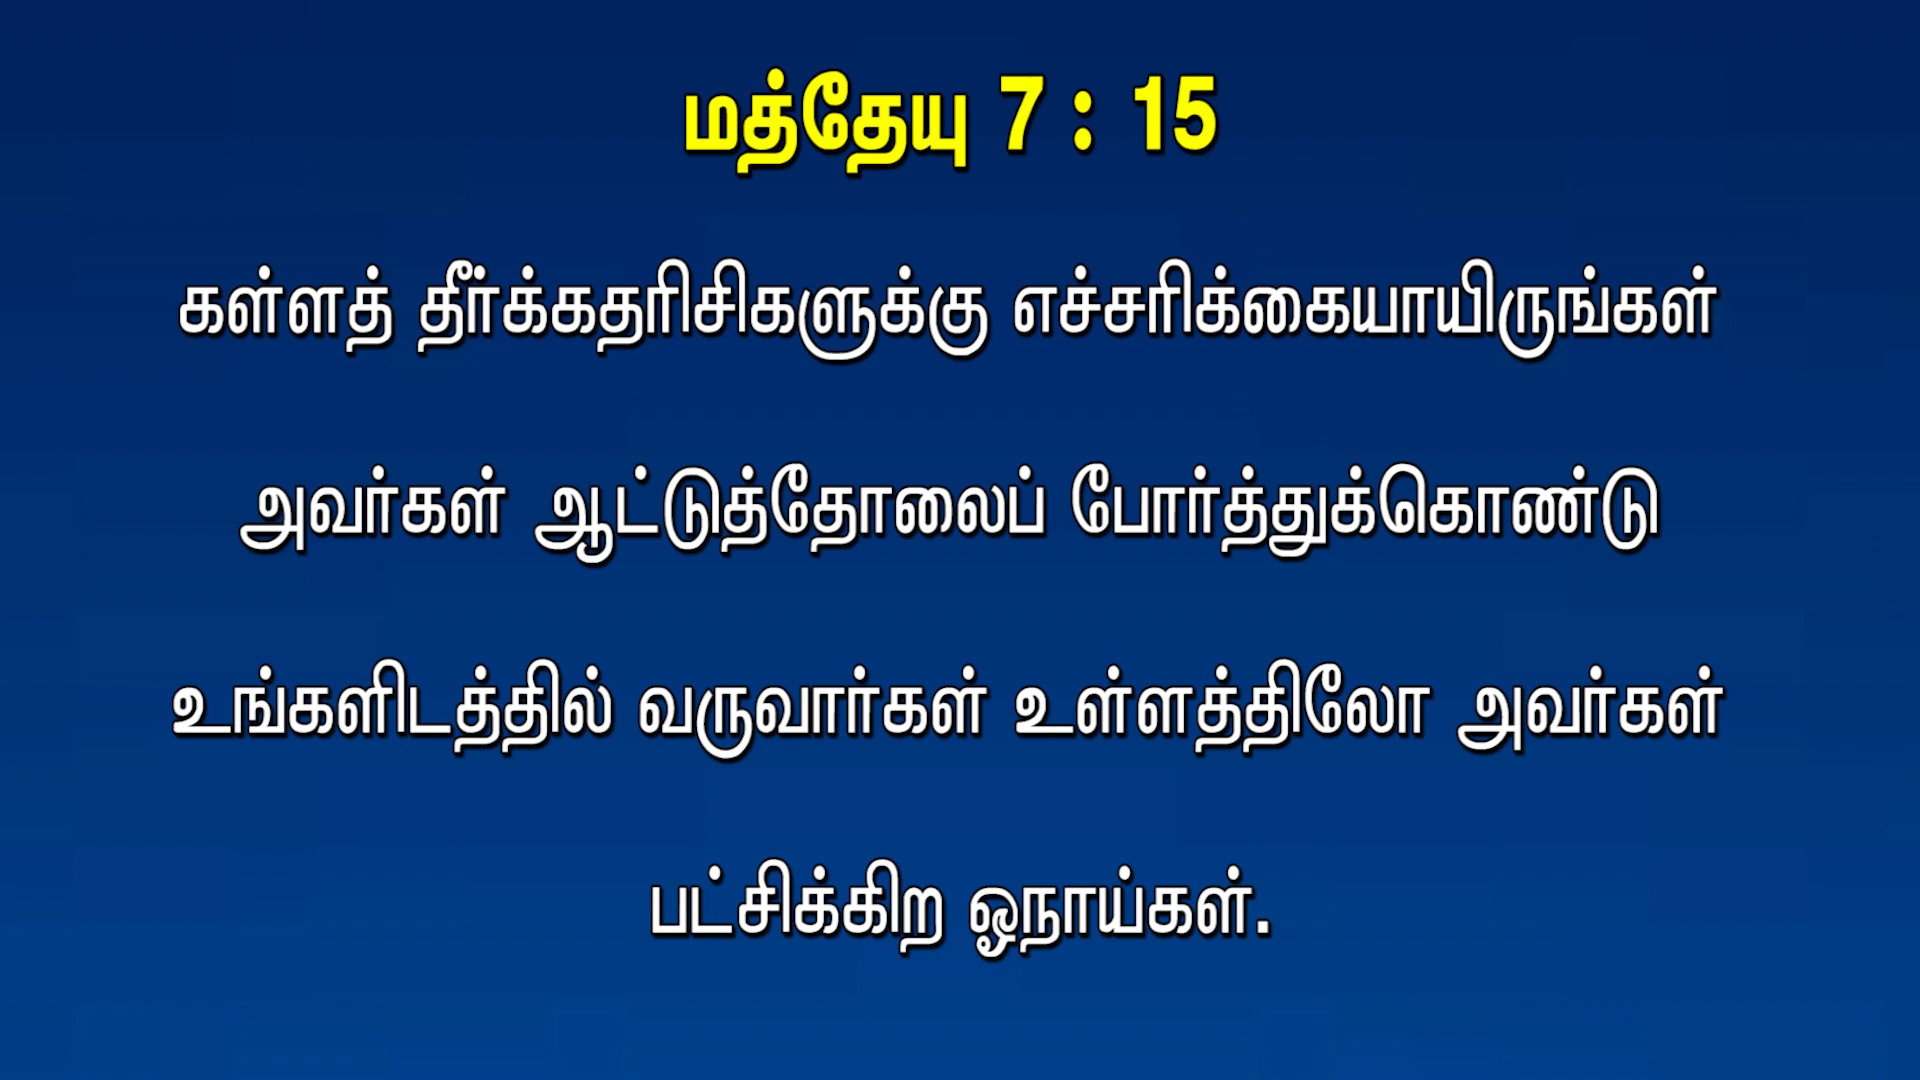 மத்தேயு 7 : 15
கள்ளத் தீர்க்கதரிசிகளுக்கு எச்சரிக்கையாயிருங்கள்
அவர்கள் ஆட்டுத்தோலைப் போர்த்துக்கொண்டு
உங்களிடத்தில் வருவார்கள் உள்ளத்திலோ அவர்கள்
பட்சிக்கிற ஓநாய்கள்.